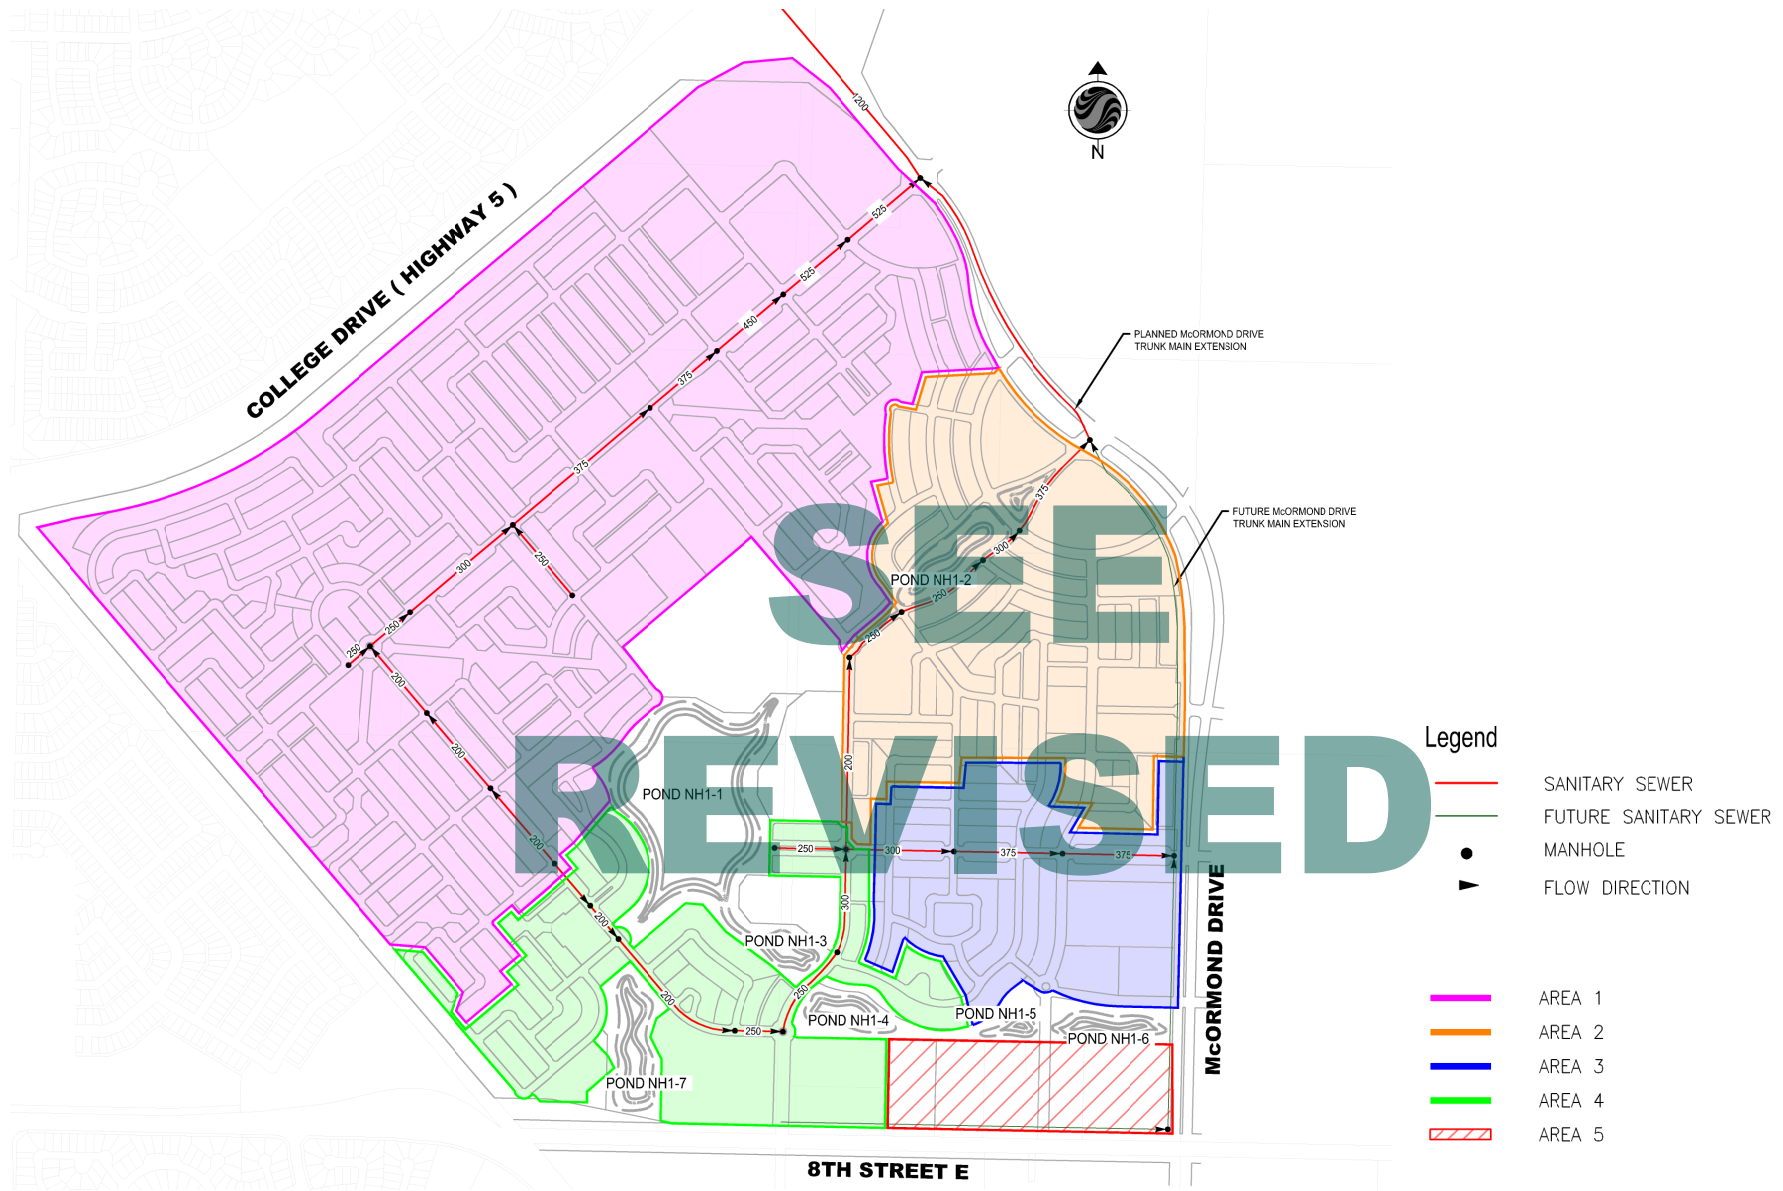 1200
N
525
COLLEGE DRIVE ( HIGHWAY 5 )
525
450
PLANNED McORMOND DRIVE
TRUNK MAIN EXTENSION
375
375
375
FUTURE McORMOND DRIVE
TRUNK MAIN EXTENSION
SEE
300
250
300
POND NH1-2
250
250
250
250
200
REVISED
200
200
POND NH1-1
Legend
SANITARY SEWER
FUTURE SANITARY SEWER
MANHOLE
FLOW DIRECTION
200
250
300
375
375
300
200
POND NH1-3
200
250
250
POND NH1-4
POND NH1-5
POND NH1-6
POND NH1-7
McORMOND DRIVE
AREA 1
AREA 2
AREA 3
AREA 4
AREA 5
8TH STREET E